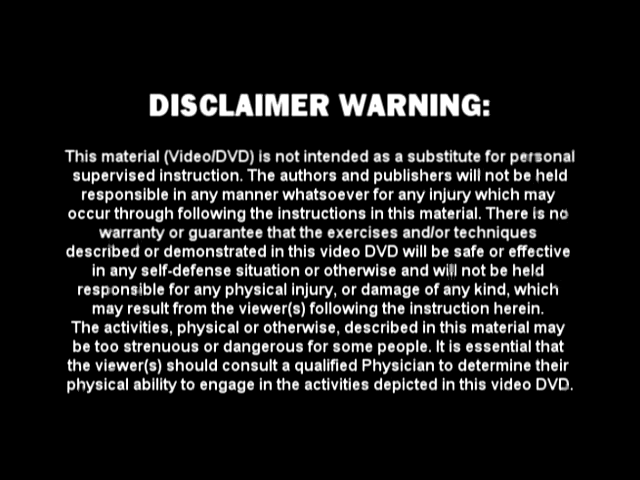 DISCLAIMER WARNING:
This material (Video/DVD) is not intended as a substitute for personal
supervised instruction. The authors and publishers will not be held
responsible in any manner whatsoever for any injury which may
occur through following the instructions in this material. There is no
warranty or guarantee that the exercises and/or techniques
described or demonstrated in this video DVD will be safe or effective
in any self-defense situation or otherwise and will not be held
responsible for any physical injury, or damage of any kind, which
may result from the viewer(s) following the instruction herein.
The activities, physical or otherwise, described in this material may
be too strenuous or dangerous for some people. It is essential that
the viewer(s) should consult a qualified Physician to determine their
physical ability to engage in the activities depicted in this video DVD.